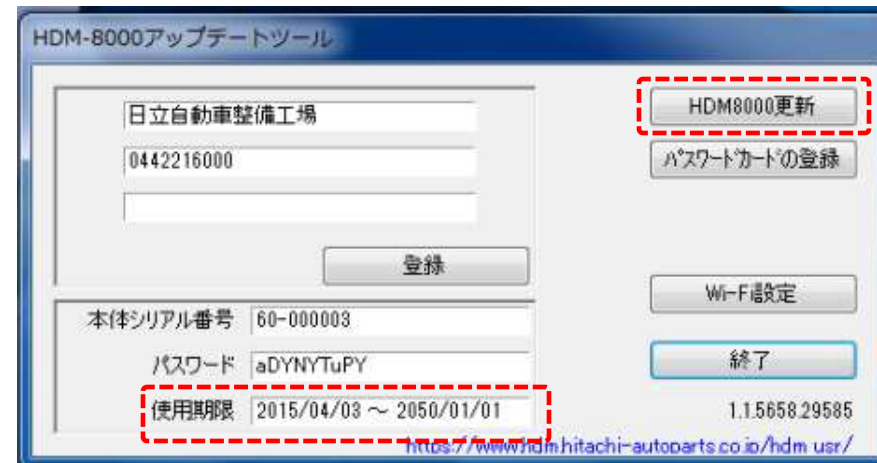 HDM-8000アップデートツール
日立自動車整備工場
0442216000
登録
本体シリアル番号 60-000003
パスワード aDYNYTuPY
使用期限 2015/04/03 ～ 2050/01/01
HDM8000更新
ﾊﾟｽﾜｰﾄﾞｶｰﾄﾞの登録
Wi-Fi設定
終了
1.1.5658.29585
https://www.hdm.hitachi-autoparts.co.jp/hdm_usr/